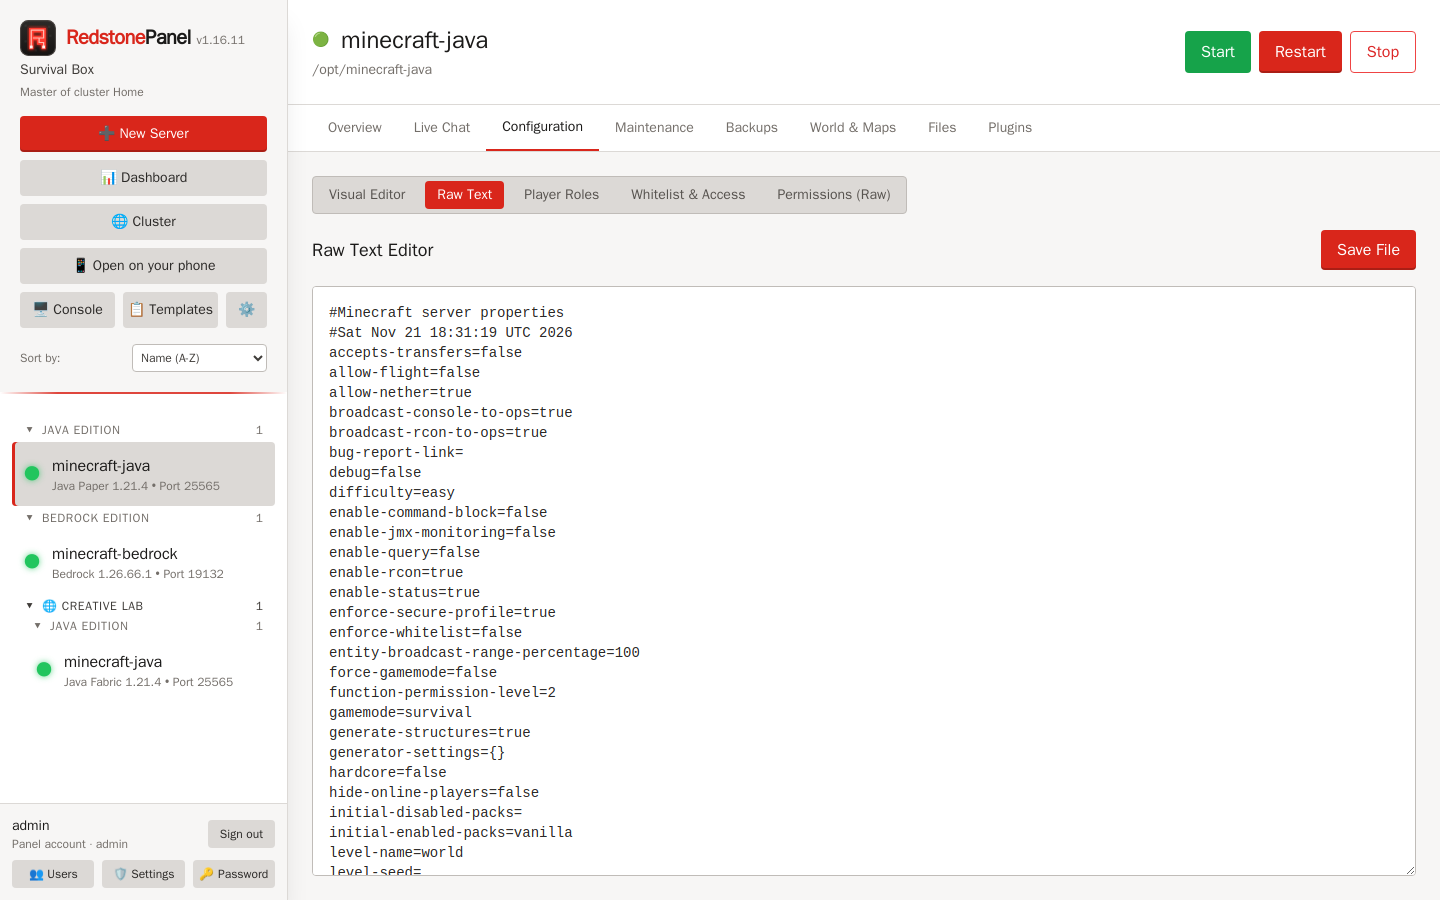 RedstonePanel v1.16.11
Survival Box
Master of cluster Home
➕ New Server
📊 Dashboard
🌐 Cluster
📱 Open on your phone
🖥️ Console
📋 Templates
⚙️
Sort by:
Name (A-Z)
▼ JAVA EDITION 1
minecraft-java
Java Paper 1.21.4 • Port 25565
▼ BEDROCK EDITION 1
minecraft-bedrock
Bedrock 1.26.66.1 • Port 19132
▼ 🌐 CREATIVE LAB 1
▼ JAVA EDITION 1
minecraft-java
Java Fabric 1.21.4 • Port 25565
admin
Panel account · admin
Sign out
👥 Users
🛡️ Settings
🔑 Password
minecraft-java
/opt/minecraft-java
Start
Restart
Stop
Overview
Live Chat
Configuration
Maintenance
Backups
World & Maps
Files
Plugins
Visual Editor
Raw Text
Player Roles
Whitelist & Access
Permissions (Raw)
Raw Text Editor
Save File
#Minecraft server properties
#Sat Nov 21 18:31:19 UTC 2026
accepts-transfers=false
allow-flight=false
allow-nether=true
broadcast-console-to-ops=true
broadcast-rcon-to-ops=true
bug-report-link=
debug=false
difficulty=easy
enable-command-block=false
enable-jmx-monitoring=false
enable-query=false
enable-rcon=true
enable-status=true
enforce-secure-profile=true
enforce-whitelist=false
entity-broadcast-range-percentage=100
force-gamemode=false
function-permission-level=2
gamemode=survival
generate-structures=true
generator-settings={}
hardcore=false
hide-online-players=false
initial-disabled-packs=
initial-enabled-packs=vanilla
level-name=world
level-seed=